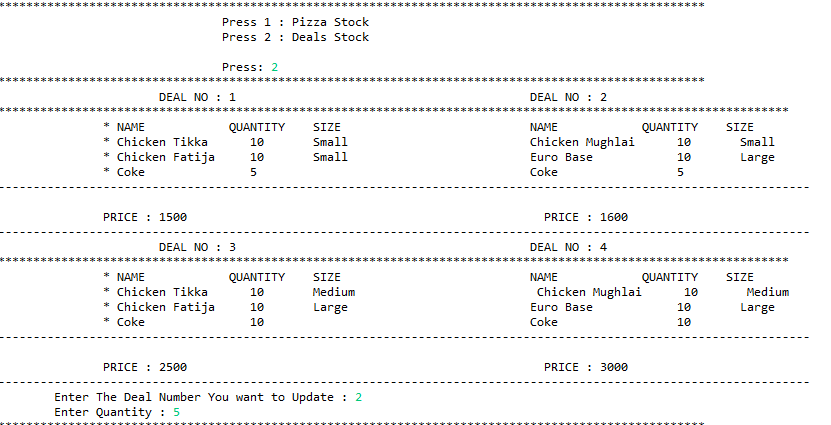 ****************************************************************************************************
Press 1 : Pizza Stock
Press 2 : Deals Stock
Press: 2
****************************************************************************************************
DEAL NO : 1 DEAL NO : 2
****************************************************************************************************************
* NAME QUANTITY SIZE NAME QUANTITY SIZE
* Chicken Tikka 10 Small Chicken Mughlai 10 Small
* Chicken Fatija 10 Small Euro Base 10 Large
* Coke 5 Coke 5
--------------------------------------------------------------------------------------------------------------------
PRICE : 1500 PRICE : 1600
--------------------------------------------------------------------------------------------------------------------
DEAL NO : 3 DEAL NO : 4
****************************************************************************************************************
* NAME QUANTITY SIZE NAME QUANTITY SIZE
* Chicken Tikka 10 Medium Chicken Mughlai 10 Medium
* Chicken Fatija 10 Large Euro Base 10 Large
* Coke 10 Coke 10
--------------------------------------------------------------------------------------------------------------------
PRICE : 2500 PRICE : 3000
--------------------------------------------------------------------------------------------------------------------
Enter The Deal Number You want to Update : 2
Enter Quantity : 5
****************************************************************************************************